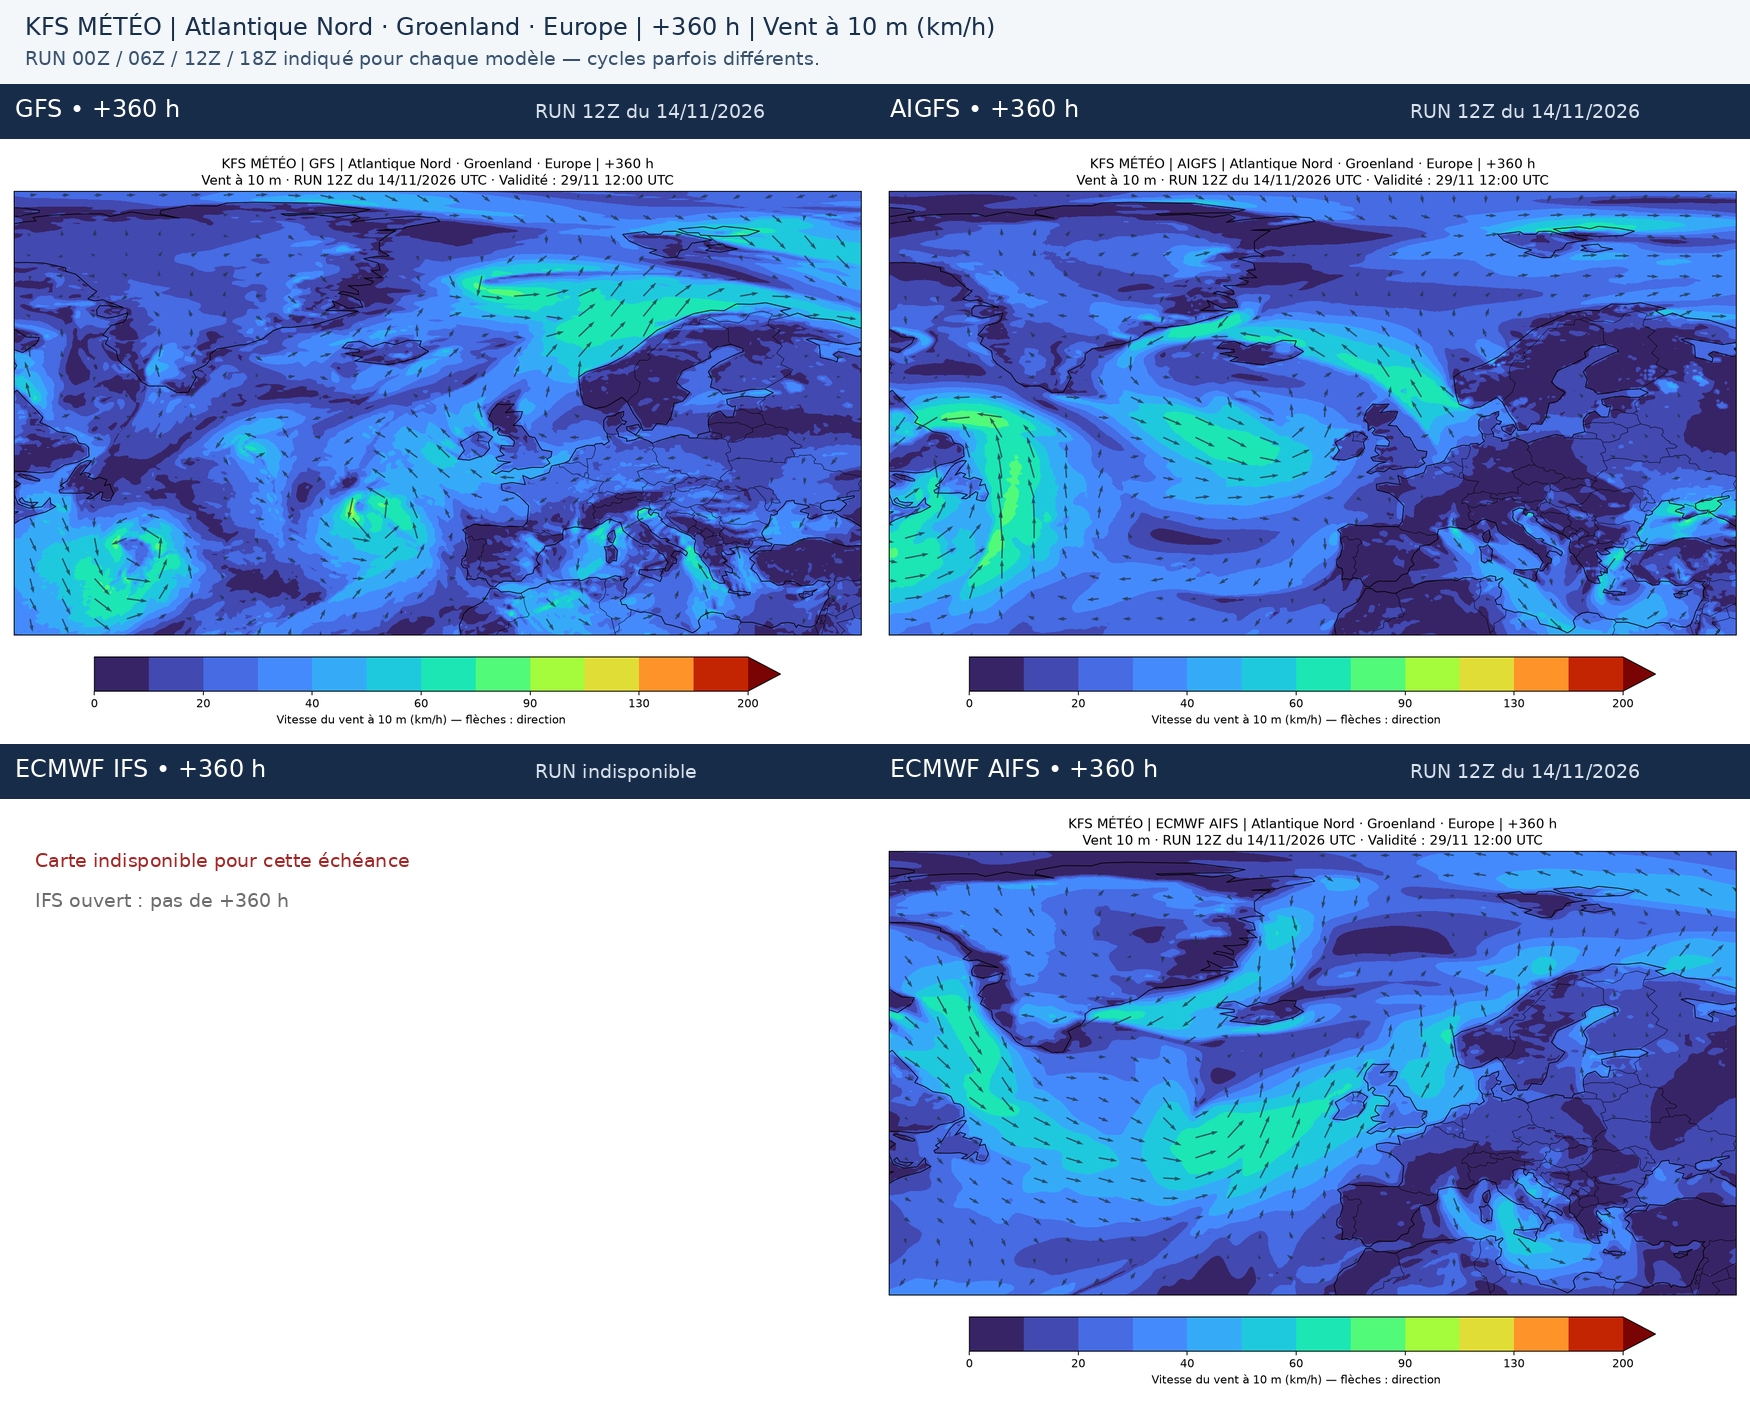 KFS MÉTÉO | Atlantique Nord · Groenland · Europe | +360 h | Vent à 10 m (km/h)
RUN 00Z / 06Z / 12Z / 18Z indiqué pour chaque modèle — cycles parfois différents.
GFS • +360 h
RUN 12Z du 14/11/2026
KFS MÉTÉO | GFS | Atlantique Nord · Groenland · Europe | +360 h
Vent à 10 m · RUN 12Z du 14/11/2026 UTC · Validité : 29/11 12:00 UTC
0 20 40 60 90 130 200
Vitesse du vent à 10 m (km/h) — flèches : direction
AIGFS • +360 h
RUN 12Z du 14/11/2026
KFS MÉTÉO | AIGFS | Atlantique Nord · Groenland · Europe | +360 h
Vent à 10 m · RUN 12Z du 14/11/2026 UTC · Validité : 29/11 12:00 UTC
0 20 40 60 90 130 200
Vitesse du vent à 10 m (km/h) — flèches : direction
ECMWF IFS • +360 h
RUN indisponible
Carte indisponible pour cette échéance
IFS ouvert : pas de +360 h
ECMWF AIFS • +360 h
RUN 12Z du 14/11/2026
KFS MÉTÉO | ECMWF AIFS | Atlantique Nord · Groenland · Europe | +360 h
Vent 10 m · RUN 12Z du 14/11/2026 UTC · Validité : 29/11 12:00 UTC
0 20 40 60 90 130 200
Vitesse du vent à 10 m (km/h) — flèches : direction